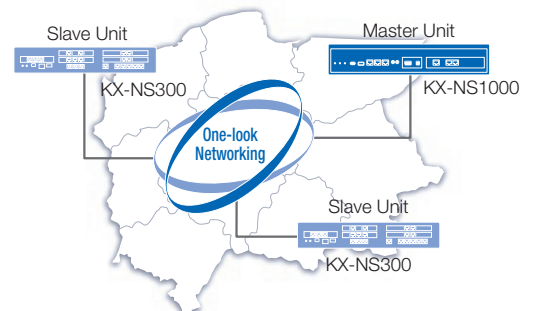 Slave Unit
Master Unit
KX-NS300
KX-NS1000
One-look
Networking
Slave Unit
KX-NS300